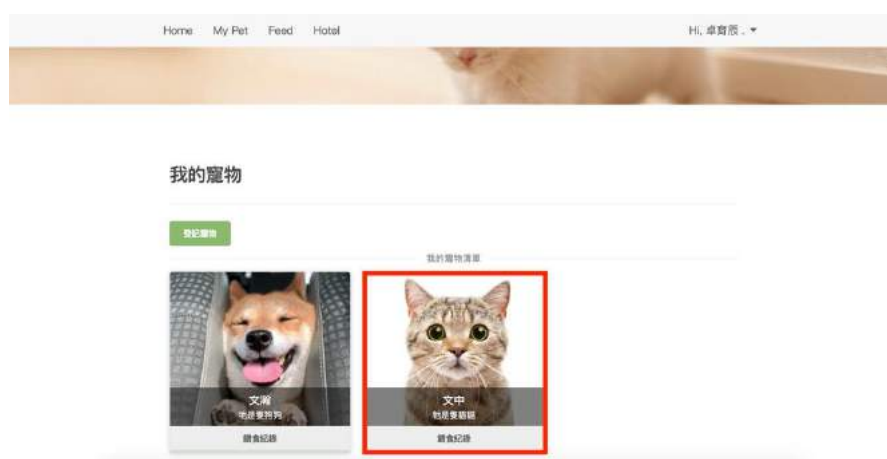 Home My Pet Feed Hotel
Hi, 卓育辰 .
我的寵物
登記寵物
我的寵物清單
文瀚
牠是隻狗狗
餵食紀錄
文中
牠是隻貓貓
餵食紀錄